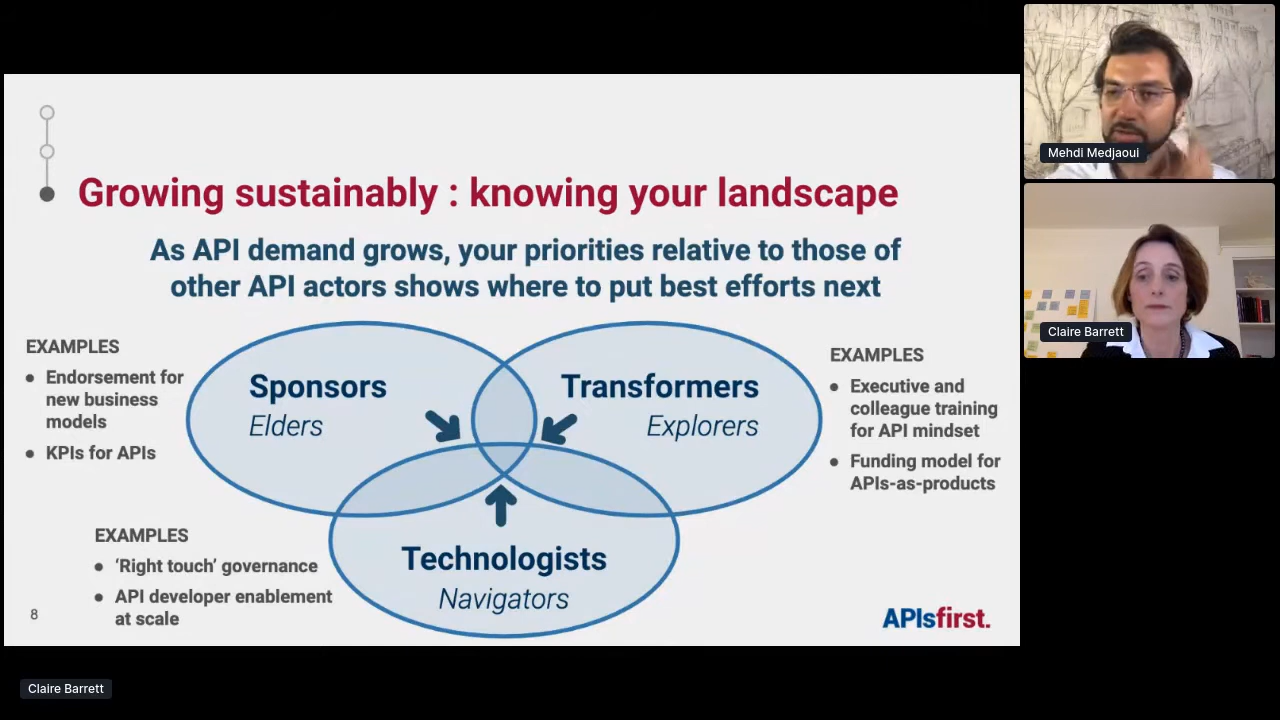 Growing sustainably : knowing your landscape
As API demand grows, your priorities relative to those of
other API actors shows where to put best efforts next
EXAMPLES
• Endorsement for
new business
models
• KPIs for APIs
Sponsors
Elders
Transformers
Explorers
EXAMPLES
• Executive and
colleague training
for API mindset
• Funding model for
APIs-as-products
EXAMPLES
• ‘Right touch’ governance
• API developer enablement
at scale
Technologists
Navigators
8
APIsfirst.
Mehdi Medjaoui
Claire Barrett
Claire Barrett